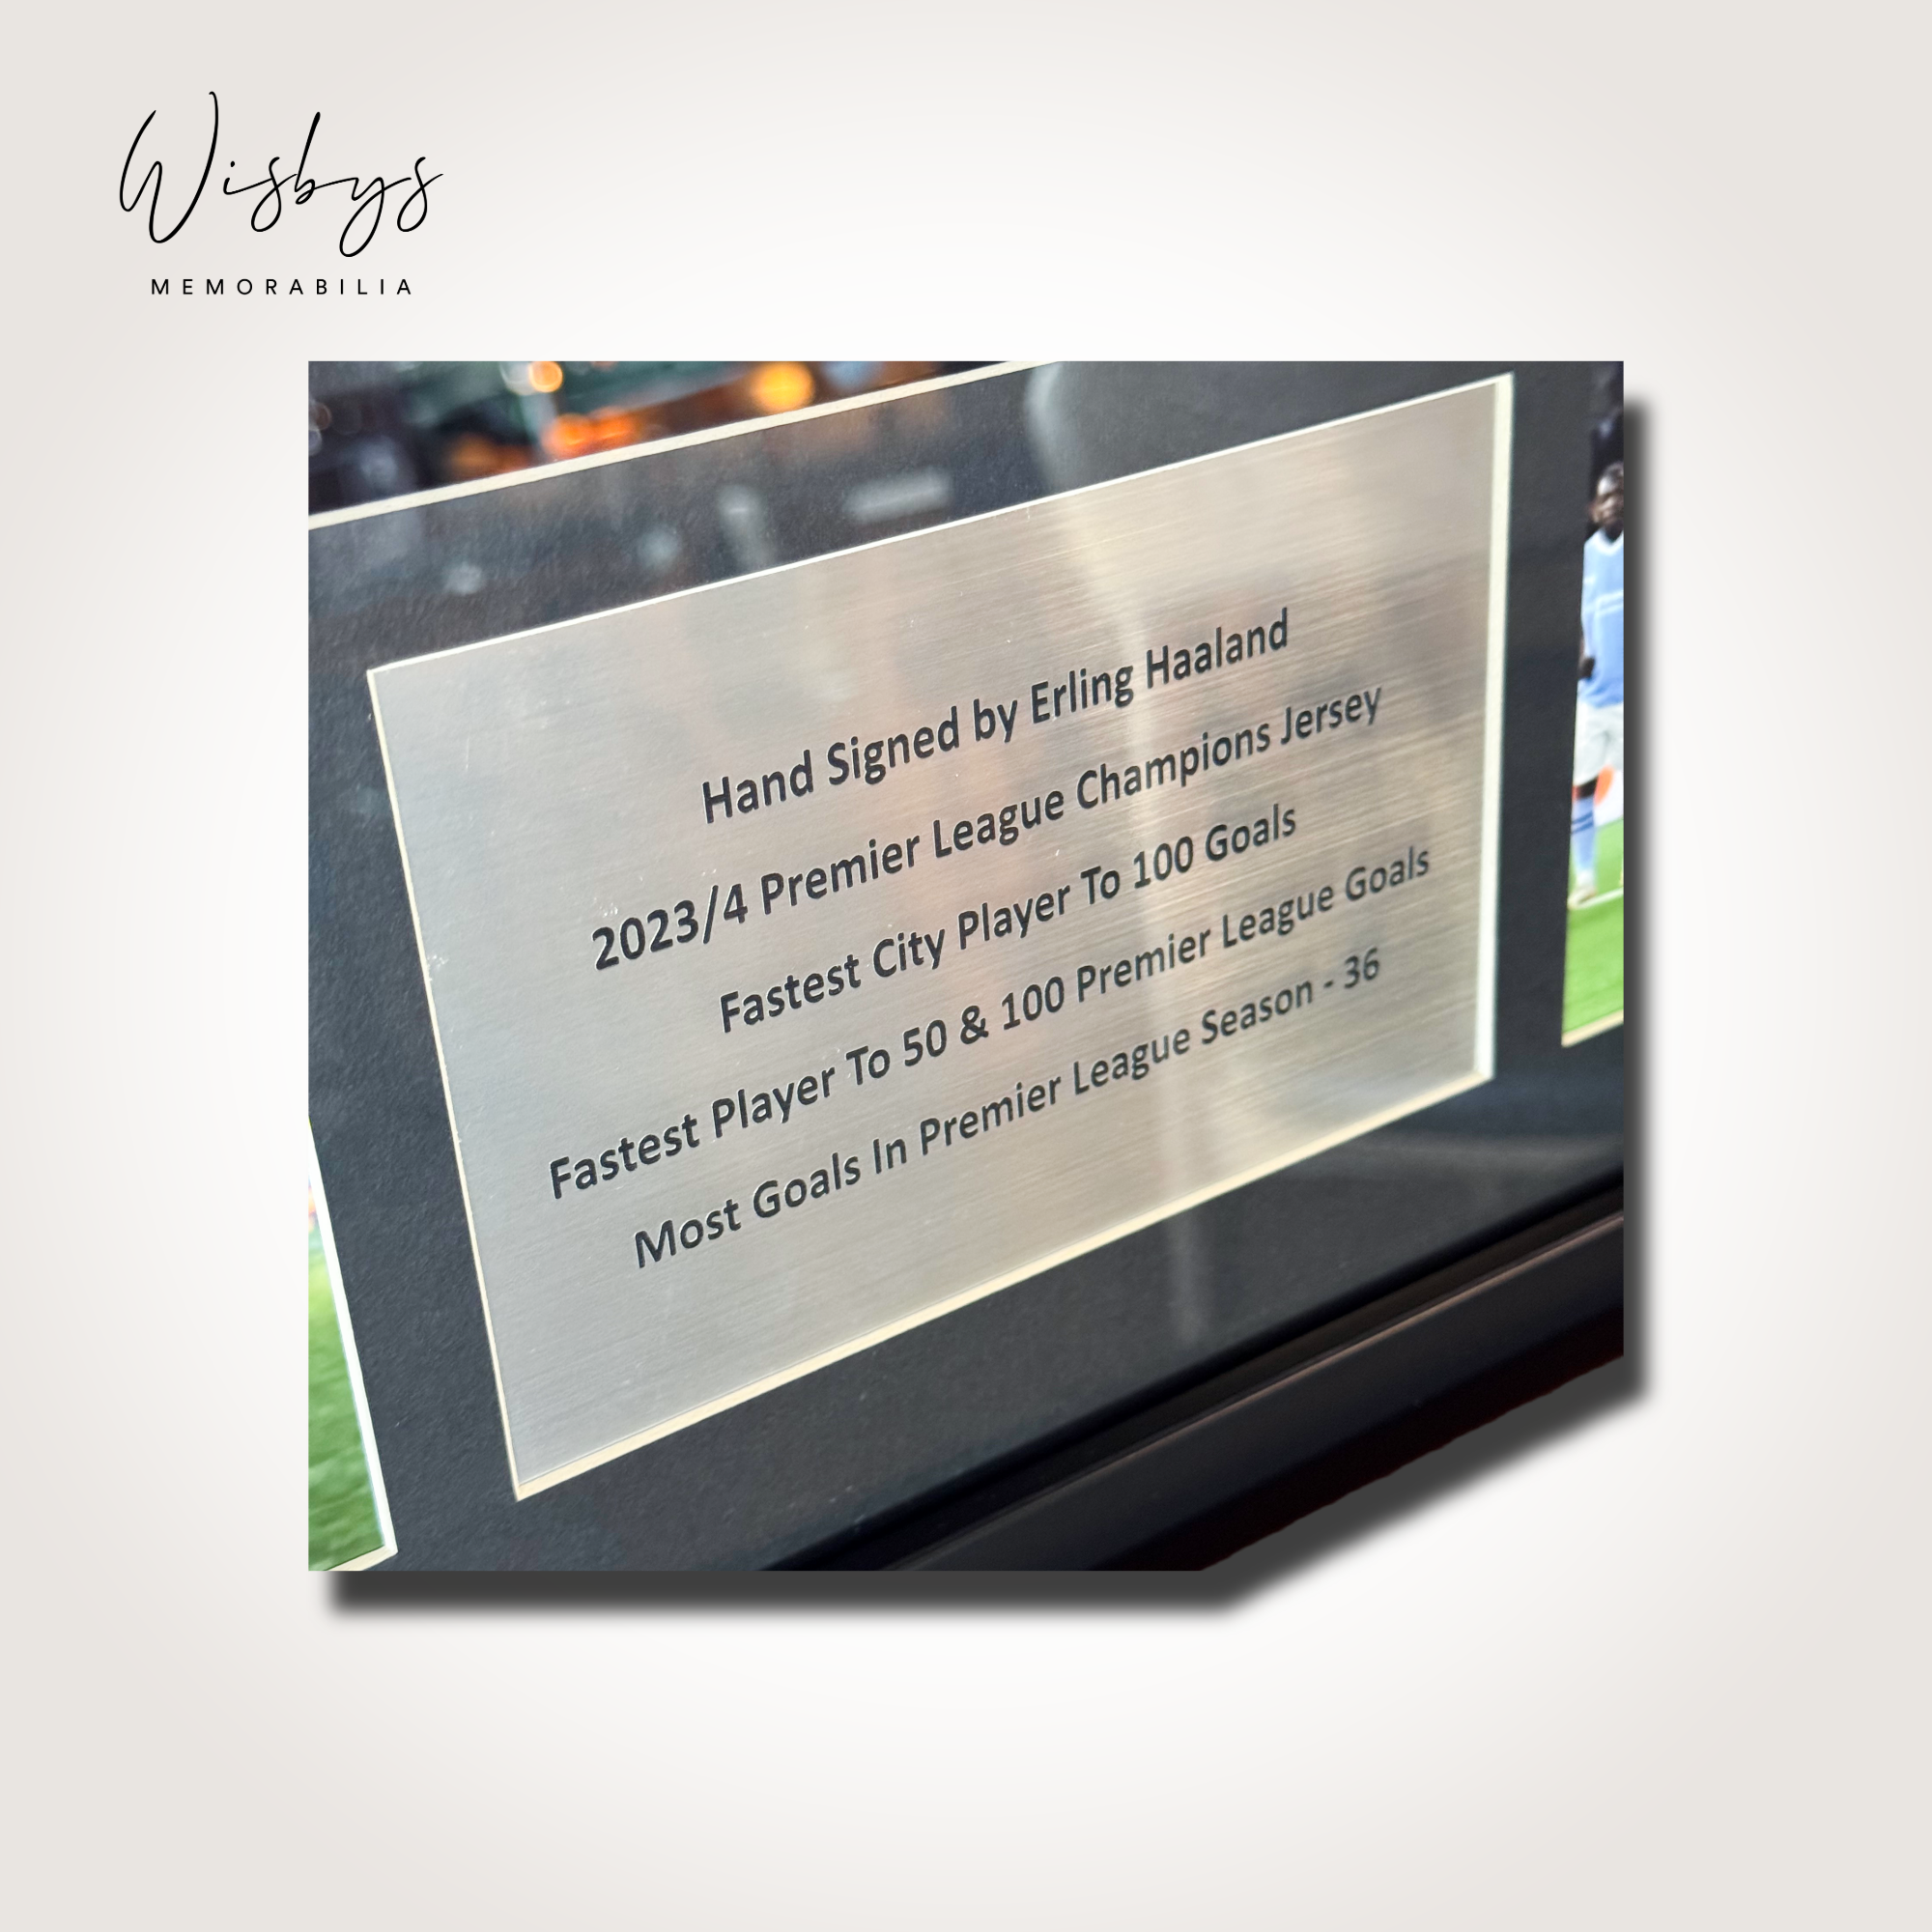 Wisbys
MEMORABILIA
Hand Signed by Erling Haaland
2023/4 Premier League Champions Jersey
Fastest City Player To 100 Goals
Fastest Player To 50 & 100 Premier League Goals
Most Goals In Premier League Season - 36